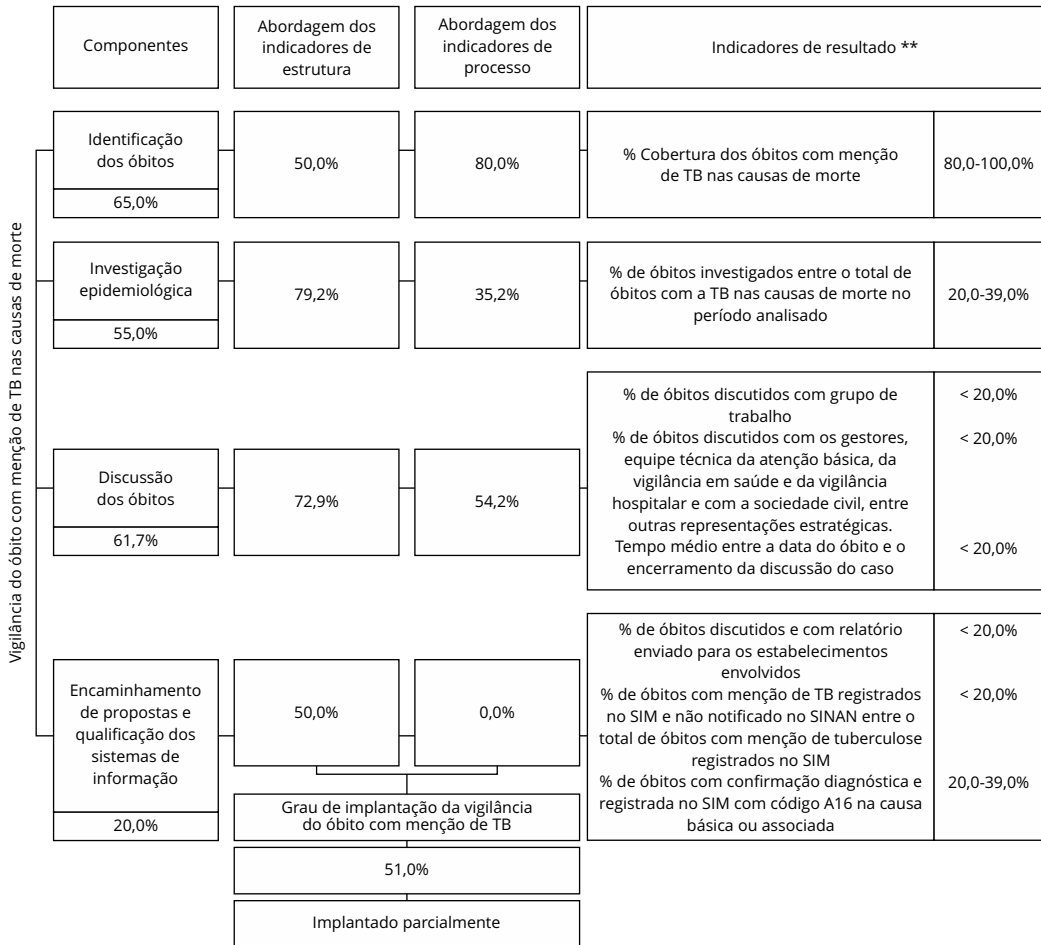 Componentes
Abordagem dos
indicadores de
estrutura
Abordagem dos
indicadores de
processo
Indicadores de resultado **
Vigilância do óbito com menção de TB nas causas de morte
Identificação
dos óbitos
65,0%
50,0%
80,0%
% Cobertura dos óbitos com menção
de TB nas causas de morte
80,0-100,0%
Investigação
epidemiológica
55,0%
79,2%
35,2%
% de óbitos investigados entre o total de
óbitos com a TB nas causas de morte no
período analisado
20,0-39,0%
Discussão
dos óbitos
61,7%
72,9%
54,2%
% de óbitos discutidos com grupo de
trabalho
< 20,0%
% de óbitos discutidos com os gestores,
equipe técnica da atenção básica, da
vigilância em saúde e da vigilância
hospitalar e com a sociedade civil, entre
outras representações estratégicas.
< 20,0%
Tempo médio entre a data do óbito e o
encerramento da discussão do caso
< 20,0%
Encaminhamento
de propostas e
qualificação dos
sistemas de
informação
20,0%
50,0%
0,0%
% de óbitos discutidos e com relatório
enviado para os estabelecimentos
envolvidos
< 20,0%
% de óbitos com menção de TB registrados
no SIM e não notificado no SINAN entre o
total de óbitos com menção de tuberculose
registrados no SIM
< 20,0%
% de óbitos com confirmação diagnóstica e
registrada no SIM com código A16 na causa
básica ou associada
20,0-39,0%
Grau de implantação da vigilância
do óbito com menção de TB
51,0%
Implantado parcialmente